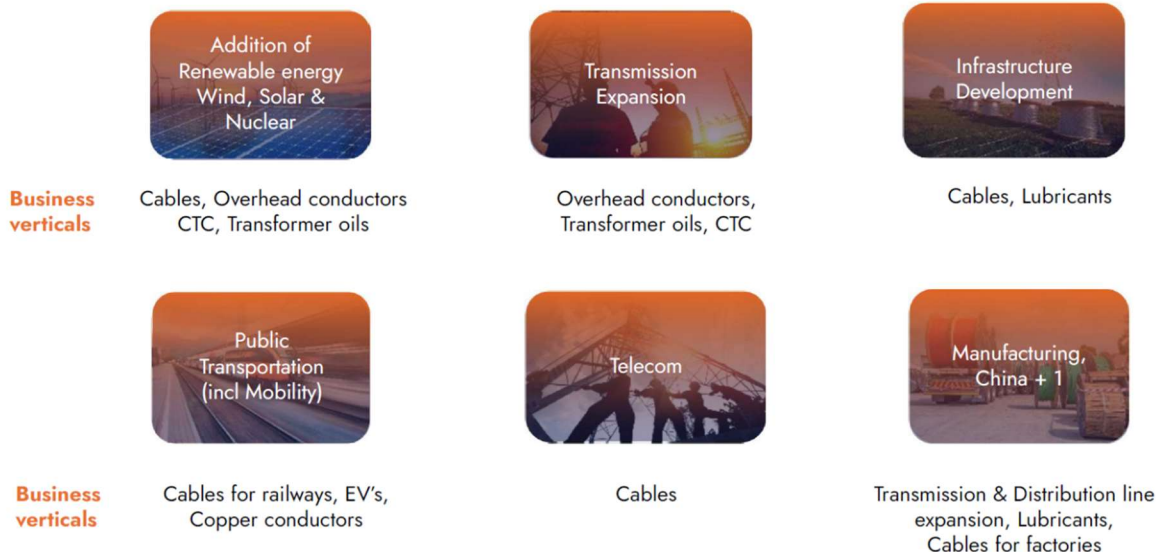 Addition of
Renewable energy
Wind, Solar &
Nuclear
Transmission
Expansion
Infrastructure
Development
Business
verticals
Cables, Overhead conductors
CTC, Transformer oils
Overhead conductors,
Transformer oils, CTC
Cables, Lubricants
Public
Transportation
(incl Mobility)
Telecom
Manufacturing,
China + 1
Business
verticals
Cables for railways, EV's,
Copper conductors
Cables
Transmission & Distribution line
expansion, Lubricants,
Cables for factories